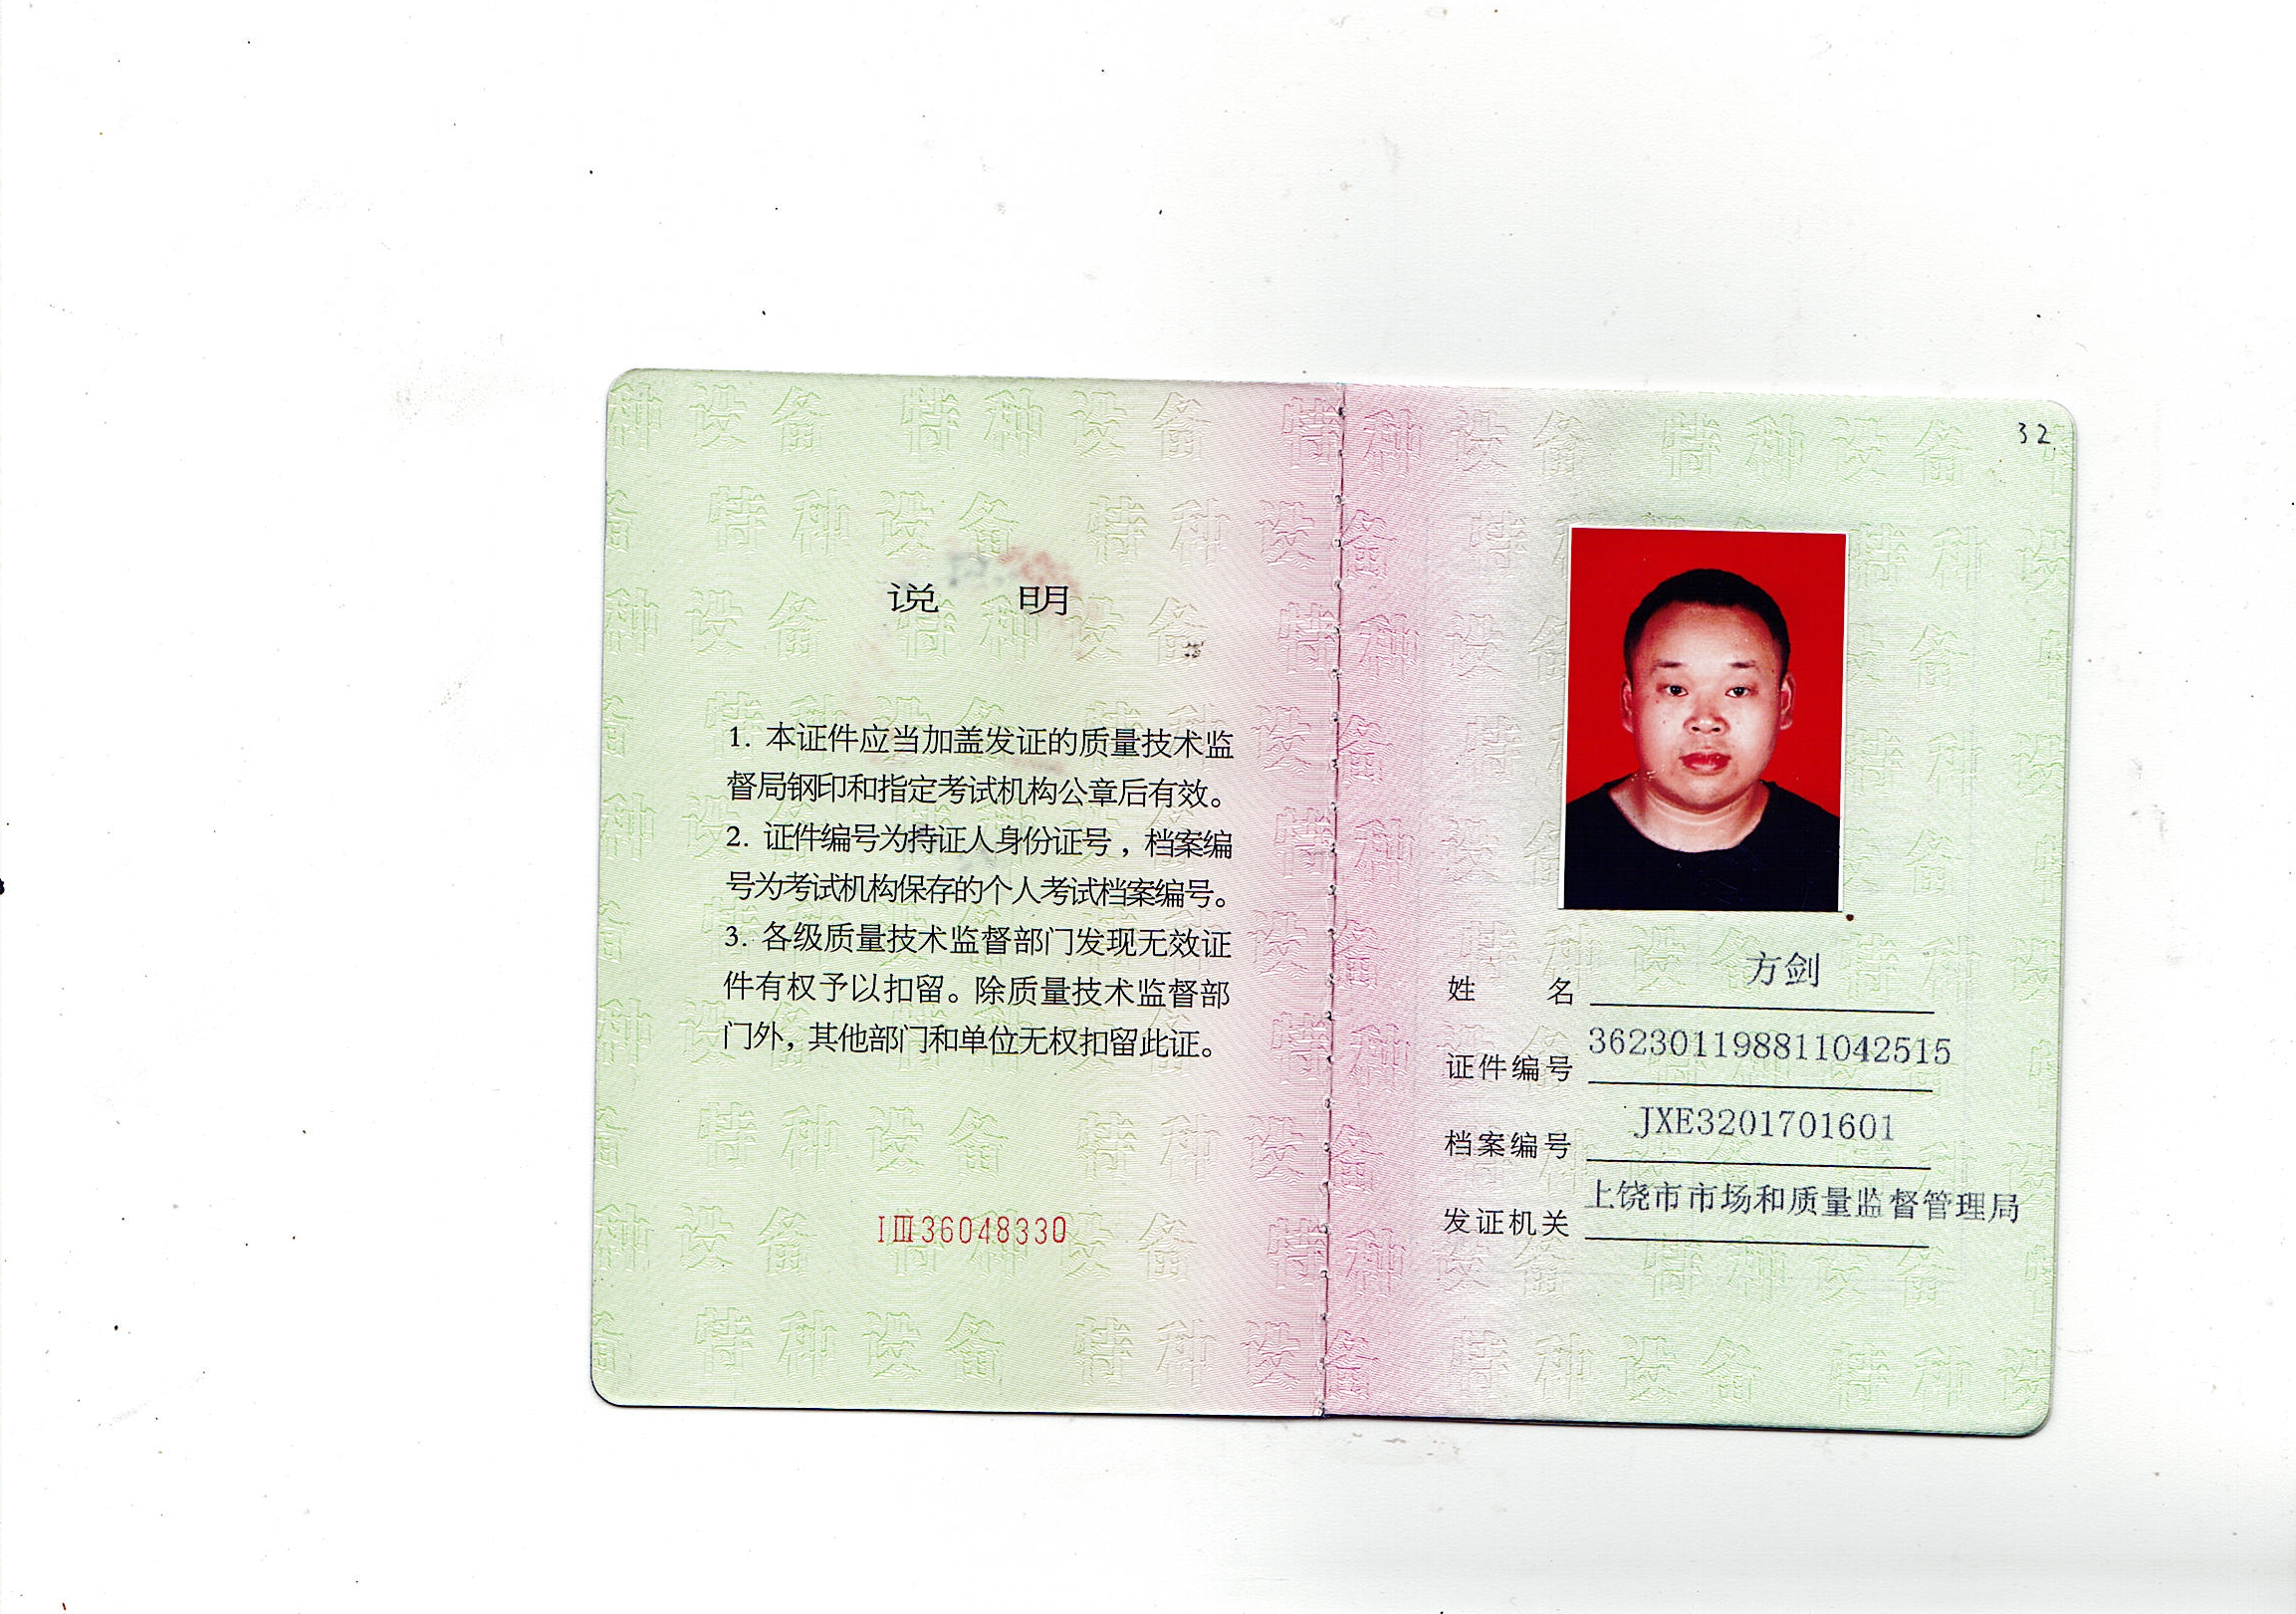 说 明
1. 本证件应当加盖发证的质量技术监
督局钢印和指定考试机构公章后有效。
2. 证件编号为持证人身份证号，档案编
号为考试机构保存的个人考试档案编号。
3. 各级质量技术监督部门发现无效证
件有权予以扣留。除质量技术监督部
门外，其他部门和单位无权扣留此证。
IⅢ36048330
32
姓 名 方剑
证件编号 362301198811042515
档案编号 JXE3201701601
发证机关 上饶市市场和质量监督管理局